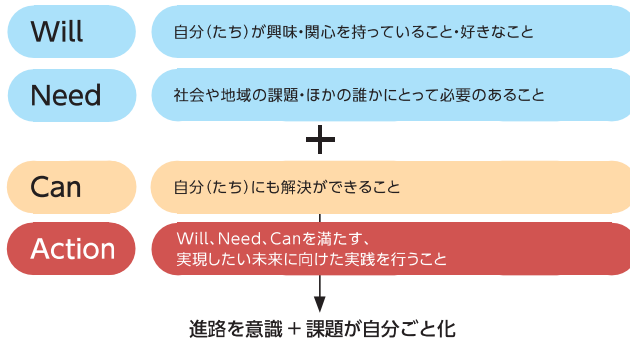 Will
自分（たち）が興味・関心を持っていること・好きなこと
Need
社会や地域の課題・ほかの誰かにとって必要のあること
+
Can
自分（たち）にも解決ができること
Action
Will、Need、Canを満たす、
実現したい未来に向けた実践を行うこと
進路を意識＋課題が自分ごと化